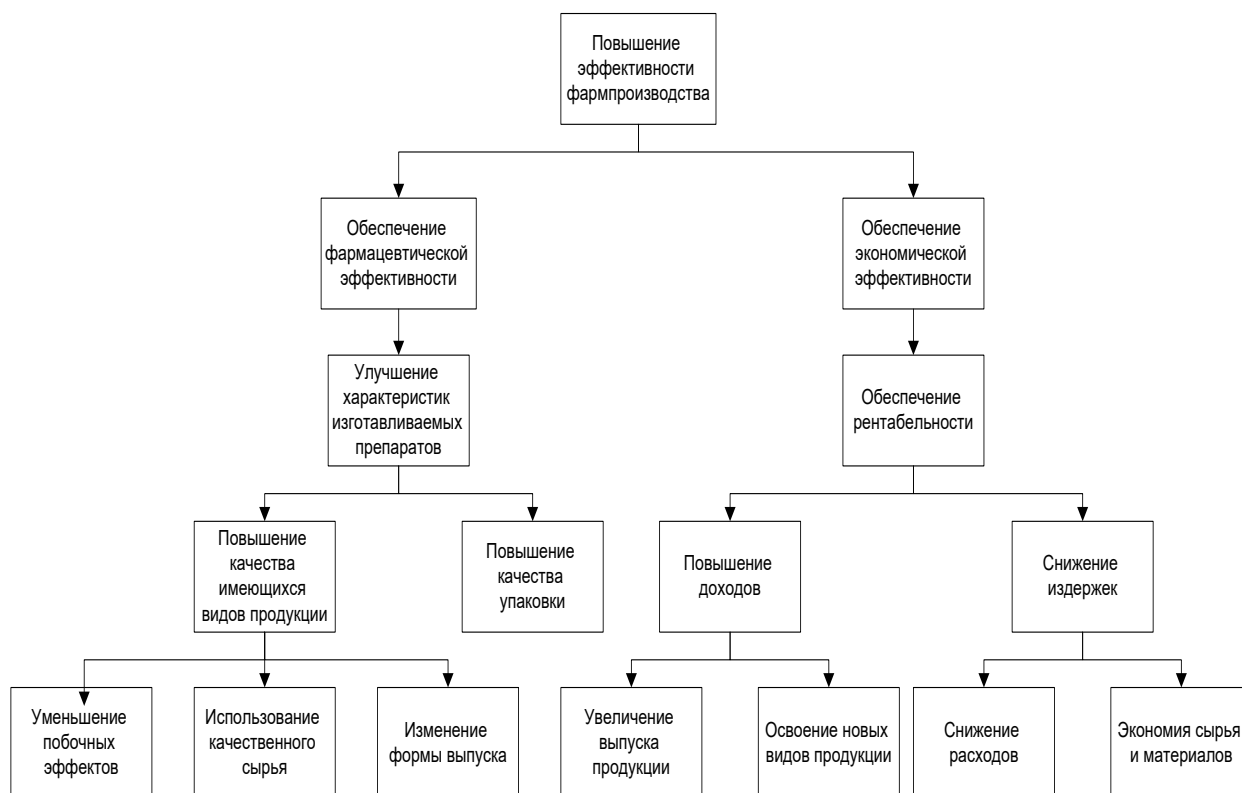 Повышение
эффективности
фармпроизводства
Обеспечение
фармацевтической
эффективности
Обеспечение
экономической
эффективности
Улучшение
характеристик
изготавливаемых
препаратов
Обеспечение
рентабельности
Повышение
качества
имеющихся
видов продукции
Повышение
качества
упаковки
Повышение
доходов
Снижение
издержек
Уменьшение
побочных
эффектов
Использование
качественного
сырья
Изменение
формы выпуска
Увеличение
выпуска
продукции
Освоение новых
видов продукции
Снижение
расходов
Экономия сырья
и материалов